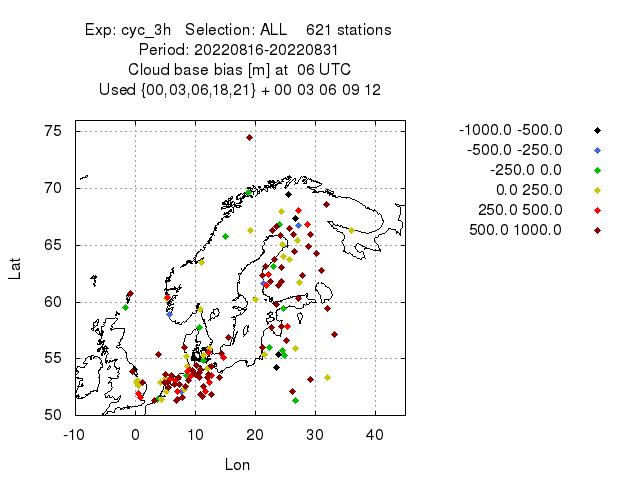 Exp: cyc_3h   Selection: ALL    621 stations
Period: 20220816-20220831
Cloud base bias [m] at  06 UTC
Used {00,03,06,18,21} + 00 03 06 09 12
-1000.0 -500.0
-500.0 -250.0
-250.0 0.0
0.0 250.0
250.0 500.0
500.0 1000.0
75
70
65
60
55
50
Lat
-10 0 10 20 30 40
Lon